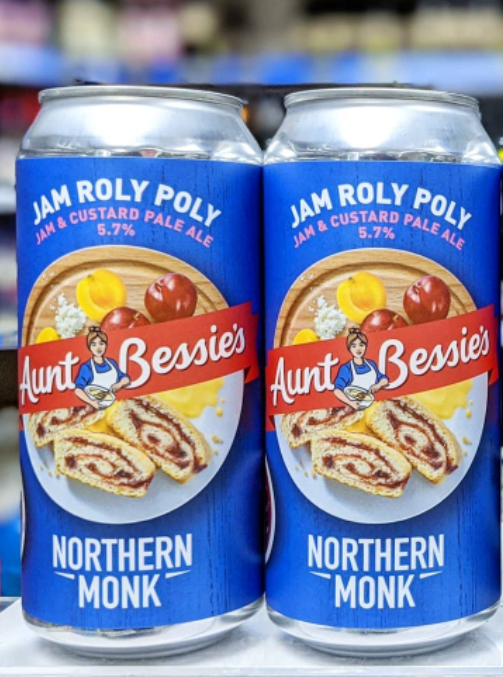 JAM ROLY POLY
JAM & CUSTARD PALE ALE
5.7%
Aunt Bessie's
NORTHERN
MONK
JAM ROLY POLY
JAM & CUSTARD PALE ALE
5.7%
Aunt Bessie's
NORTHERN
MONK